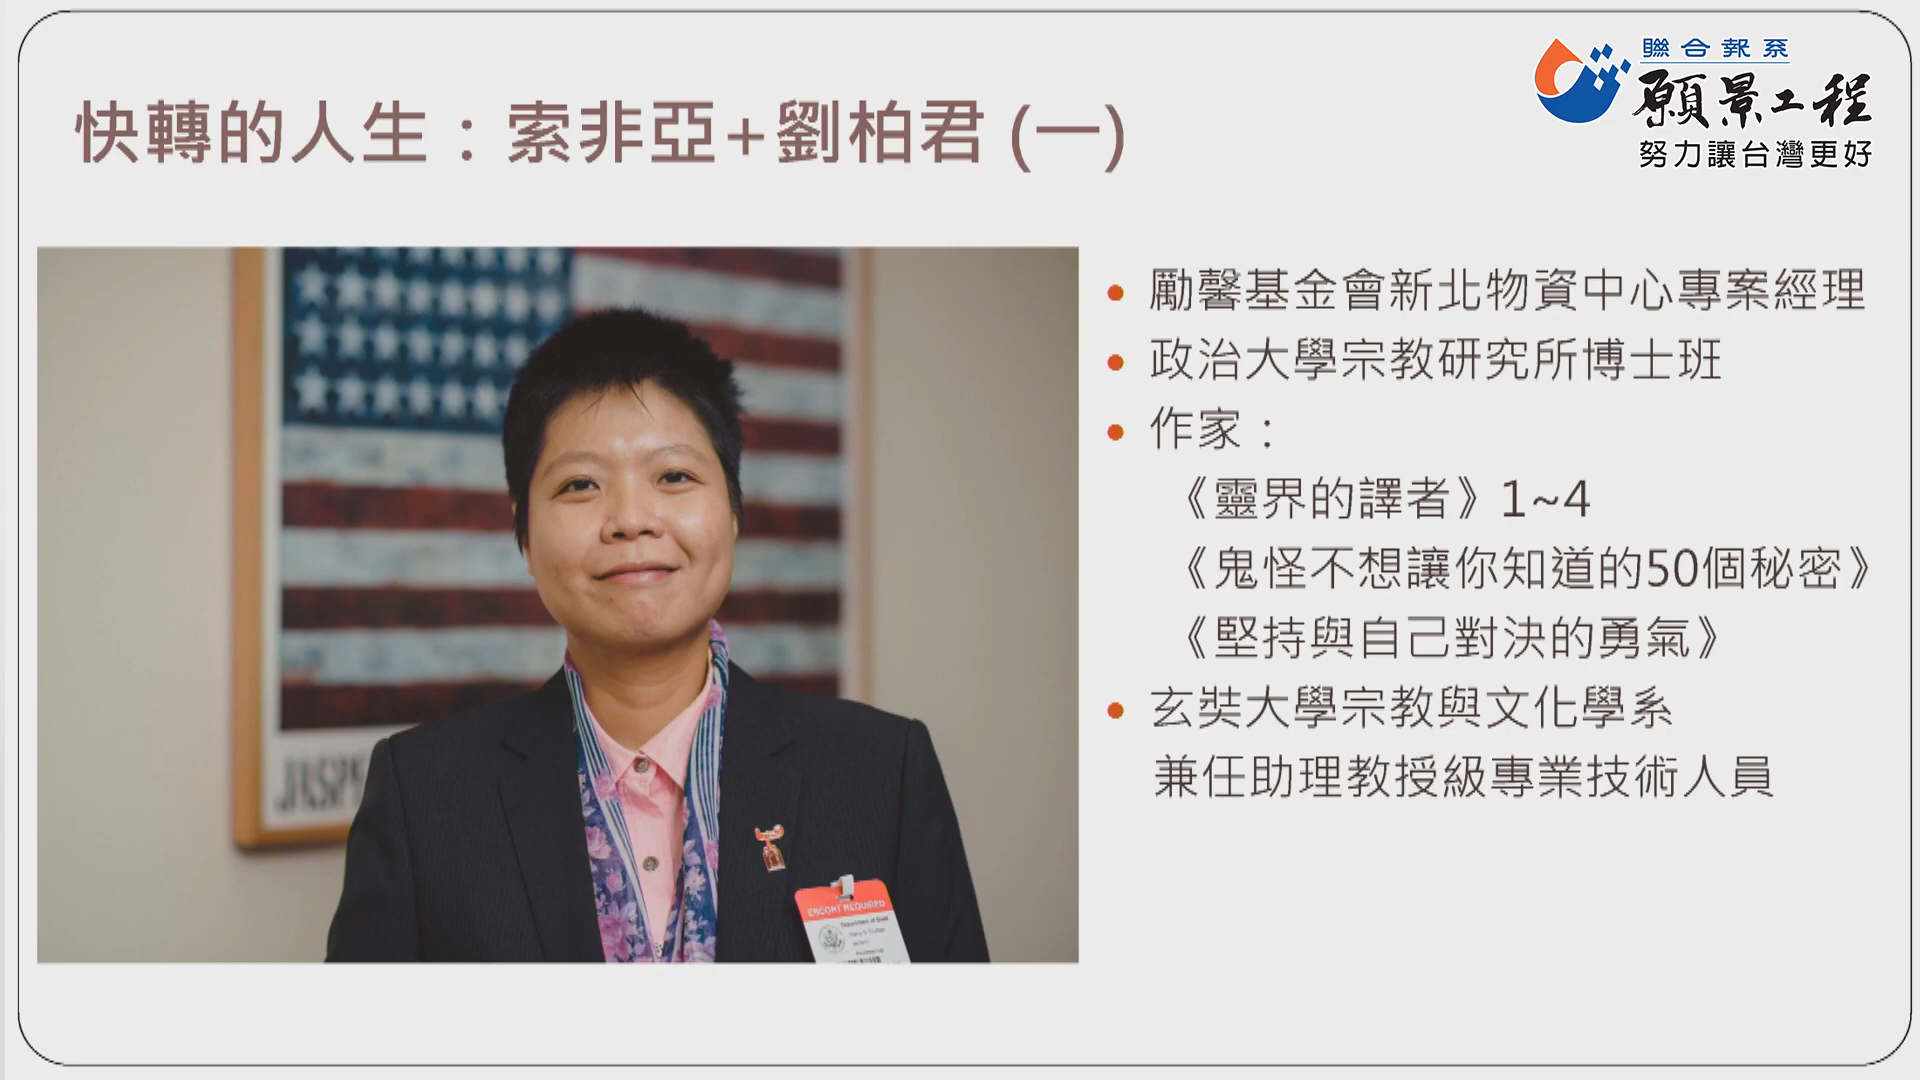 快轉的人生：索非亞+劉柏君 (一)
聯合報系
願景工程
努力讓台灣更好
勵馨基金會新北物資中心專案經理
政治大學宗教研究所博士班
作家：
《靈界的譯者》1~4
《鬼怪不想讓你知道的50個秘密》
《堅持與自己對決的勇氣》
玄奘大學宗教與文化學系
兼任助理教授級專業技術人員
JASP
ESCORT REQUIRED
Department of State